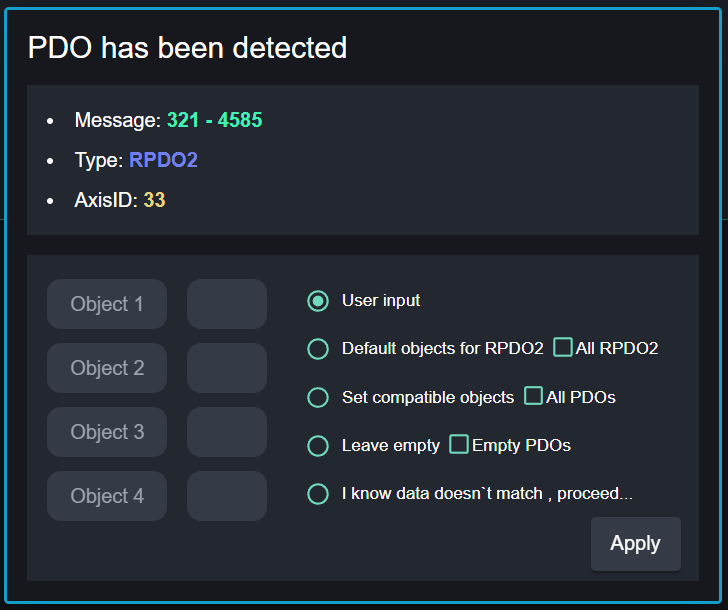 PDO has been detected
Message: 321 - 4585
Type: RPDO2
AxisID: 33
Object 1
User input
Object 2
Default objects for RPDO2 All RPDO2
Object 3
Set compatible objects All PDOs
Leave empty Empty PDOs
Object 4
I know data doesn`t match , proceed...
Apply